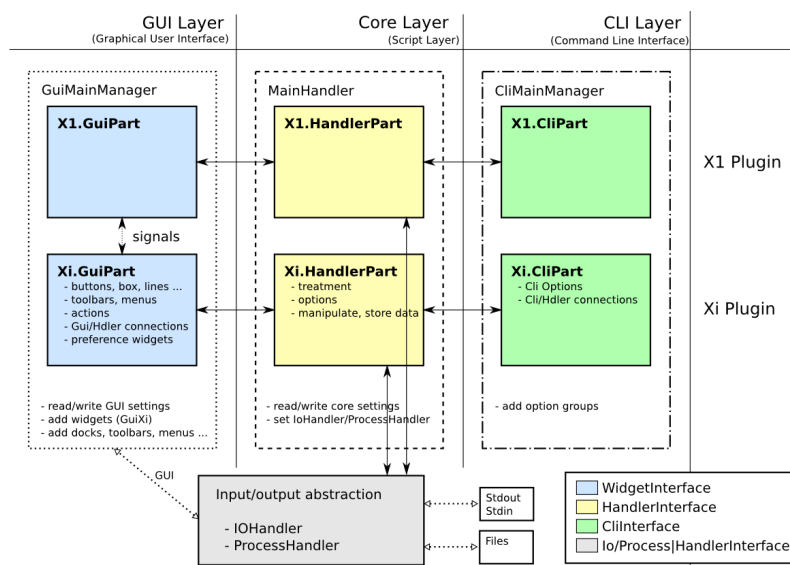 GUI Layer
(Graphical User Interface)
Core Layer
(Script Layer)
CLI Layer
(Command Line Interface)
GuiMainManager
MainHandler
CliMainManager
X1.GuiPart
X1.HandlerPart
X1.CliPart
X1 Plugin
signals
Xi.GuiPart
- buttons, box, lines ...
- toolbars, menus
- actions
- Gui/Hdler connections
- preference widgets
Xi.HandlerPart
- treatment
- options
- manipulate, store data
Xi.CliPart
- Cli Options
- Cli/Hdler connections
Xi Plugin
- read/write GUI settings
- add widgets (GuiXi)
- add docks, toolbars, menus ...
- read/write core settings
- set IoHandler/ProcessHandler
- add option groups
GUI
Input/output abstraction
- IOHandler
- ProcessHandler
Stdout
Stdin
Files
WidgetInterface
HandlerInterface
CliInterface
Io/Process|HandlerInterface